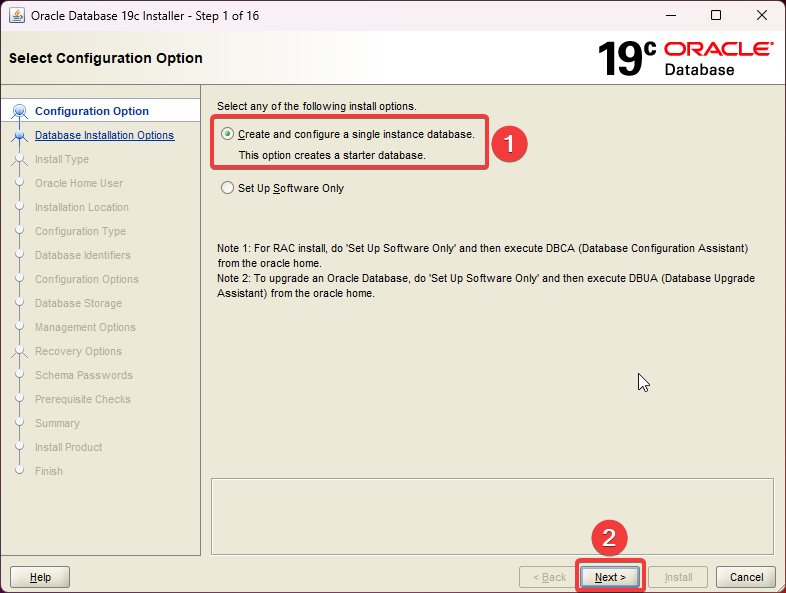 Oracle Database 19c Installer - Step 1 of 16
Select Configuration Option
19c ORACLE
Database
Configuration Option
Database Installation Options
Install Type
Oracle Home User
Installation Location
Configuration Type
Database Identifiers
Configuration Options
Database Storage
Management Options
Recovery Options
Schema Passwords
Prerequisite Checks
Summary
Install Product
Finish
Select any of the following install options.
Create and configure a single instance database.
This option creates a starter database.
1
Set Up Software Only
Note 1: For RAC install, do 'Set Up Software Only' and then execute DBCA (Database Configuration Assistant)
from the oracle home.
Note 2: To upgrade an Oracle Database, do 'Set Up Software Only' and then execute DBUA (Database Upgrade
Assistant) from the oracle home.
2
Help
< Back
Next >
Install
Cancel